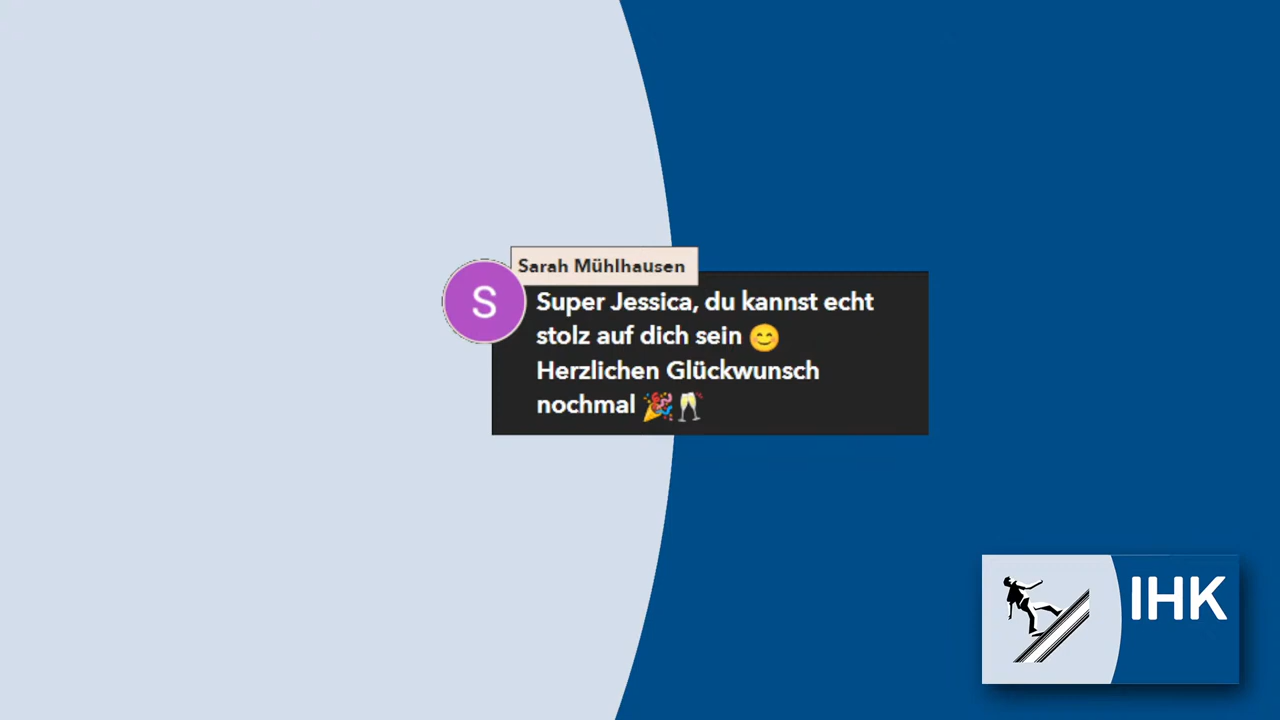 Sarah Mühlhausen
S
Super Jessica, du kannst echt
stolz auf dich sein 😊
Herzlichen Glückwunsch
nochmal 🎉🥂
IHK